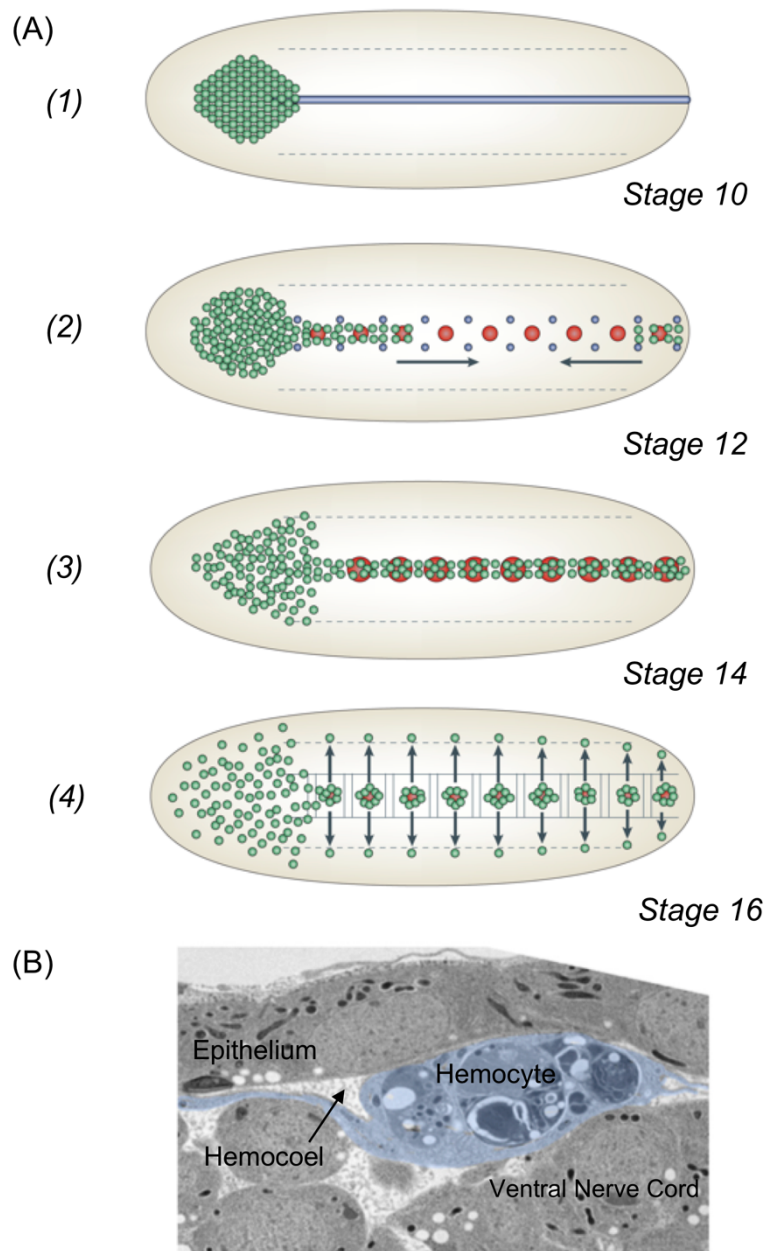 (A)
(1)
Stage 10
(2)
Stage 12
(3)
Stage 14
(4)
Stage 16
(B)
Epithelium
Hemocyte
Hemocoel
Ventral Nerve Cord